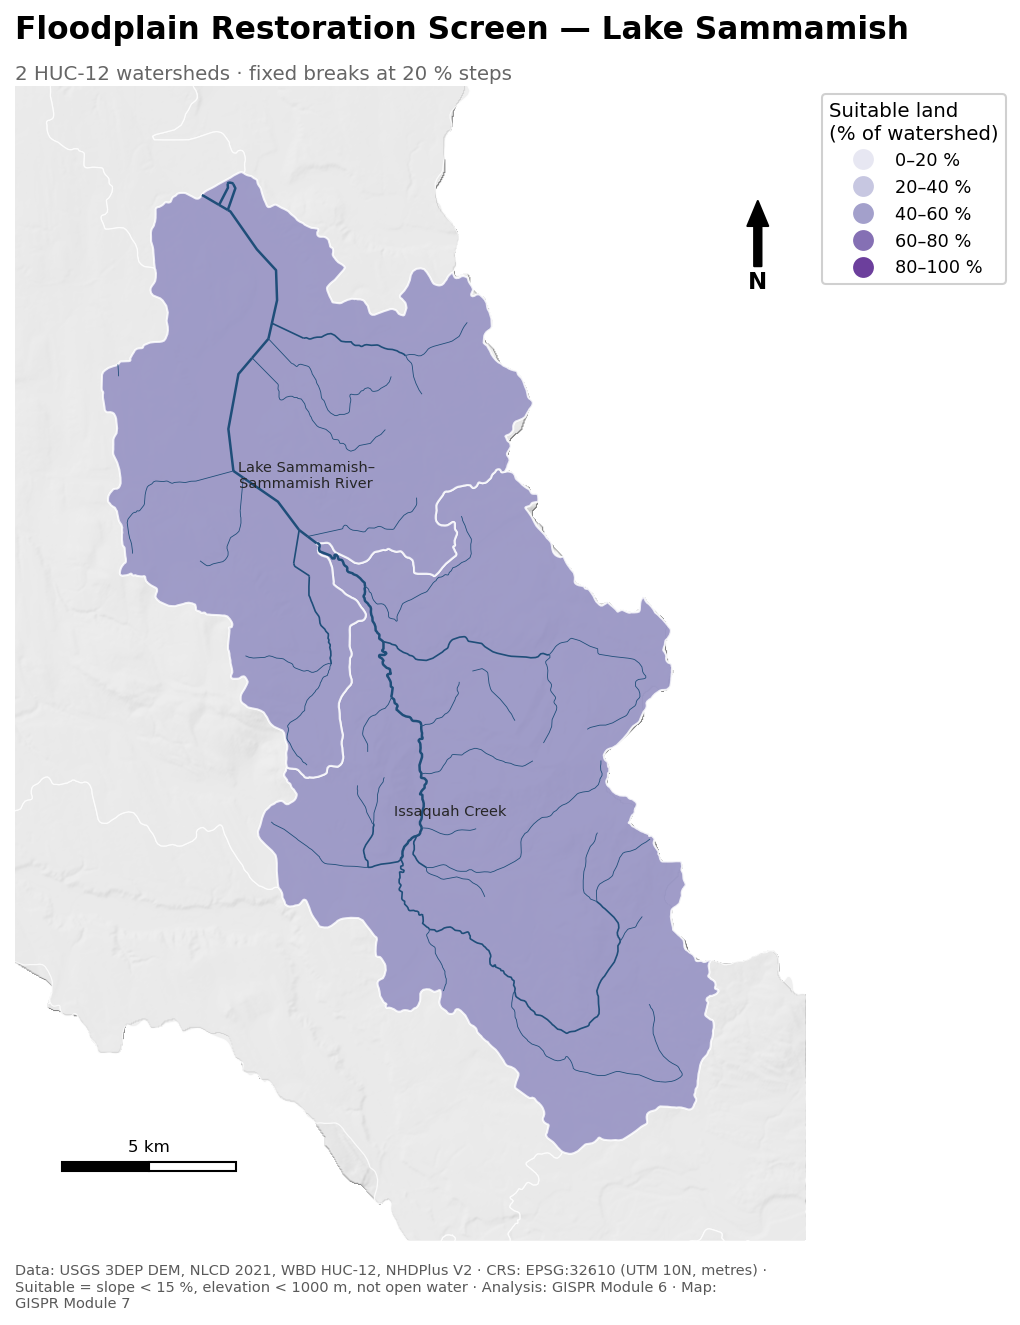 Floodplain Restoration Screen — Lake Sammamish
2 HUC-12 watersheds · fixed breaks at 20 % steps
Suitable land
(% of watershed)
0–20 %
20–40 %
40–60 %
60–80 %
80–100 %
N
Lake Sammamish–
Sammamish River
Issaquah Creek
5 km
Data: USGS 3DEP DEM, NLCD 2021, WBD HUC-12, NHDPlus V2 · CRS: EPSG:32610 (UTM 10N, metres) ·
Suitable = slope < 15 %, elevation < 1000 m, not open water · Analysis: GISPR Module 6 · Map:
GISPR Module 7